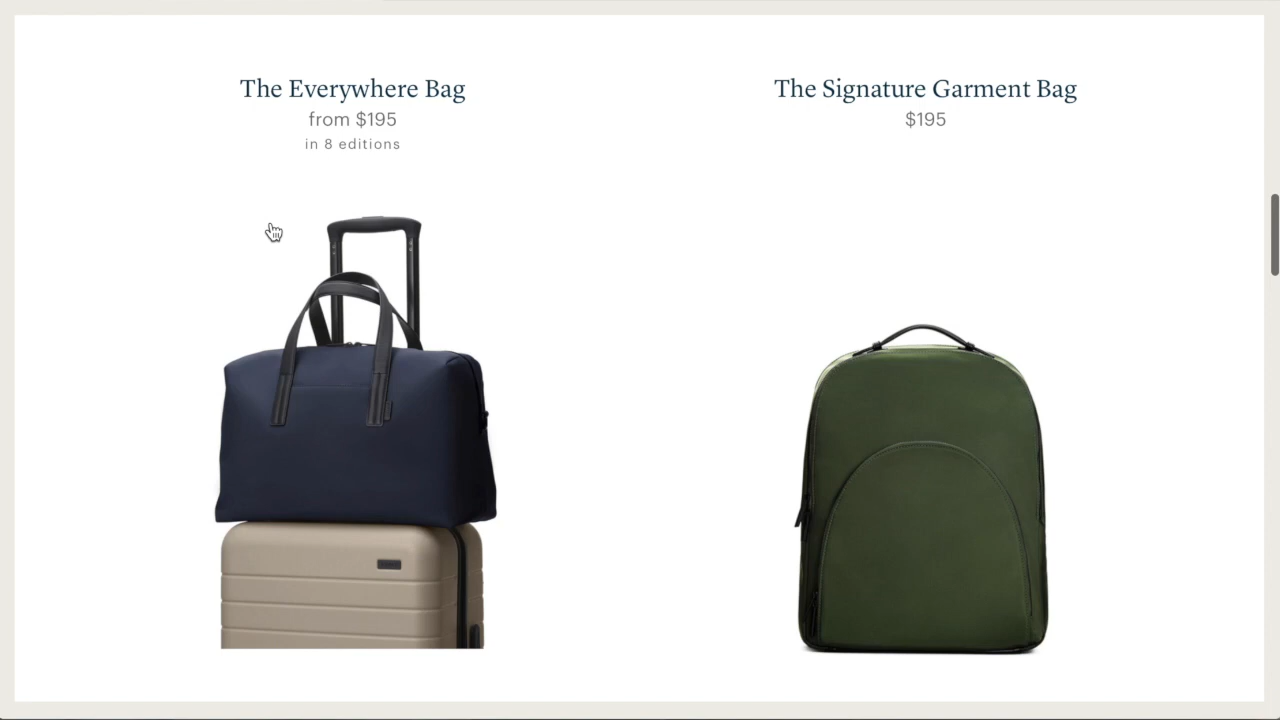 The Everywhere Bag
from $195
in 8 editions
The Signature Garment Bag
$195